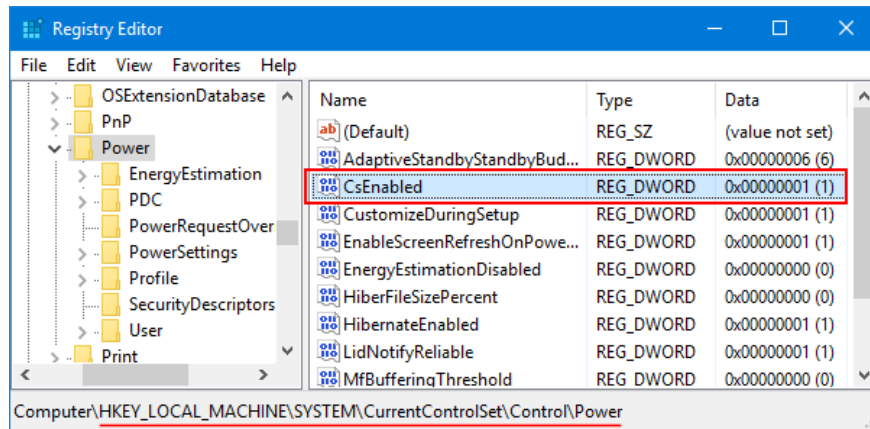 Registry Editor
File Edit View Favorites Help
OSExtensionDatabase
PnP
Power
EnergyEstimation
PDC
PowerRequestOver
PowerSettings
Profile
SecurityDescriptors
User
Print
Name Type Data
ab (Default) REG_SZ (value not set)
AdaptiveStandbyStandbyBud... REG_DWORD 0x00000006 (6)
CsEnabled REG_DWORD 0x00000001 (1)
CustomizeDuringSetup REG_DWORD 0x00000001 (1)
EnableScreenRefreshOnPowe... REG_DWORD 0x00000001 (1)
EnergyEstimationDisabled REG_DWORD 0x00000000 (0)
HiberFileSizePercent REG_DWORD 0x00000000 (0)
HibernateEnabled REG_DWORD 0x00000001 (1)
LidNotifyReliable REG_DWORD 0x00000001 (1)
MfBufferingThreshold REG_DWORD 0x00000000 (0)
Computer\HKEY_LOCAL_MACHINE\SYSTEM\CurrentControlSet\Control\Power